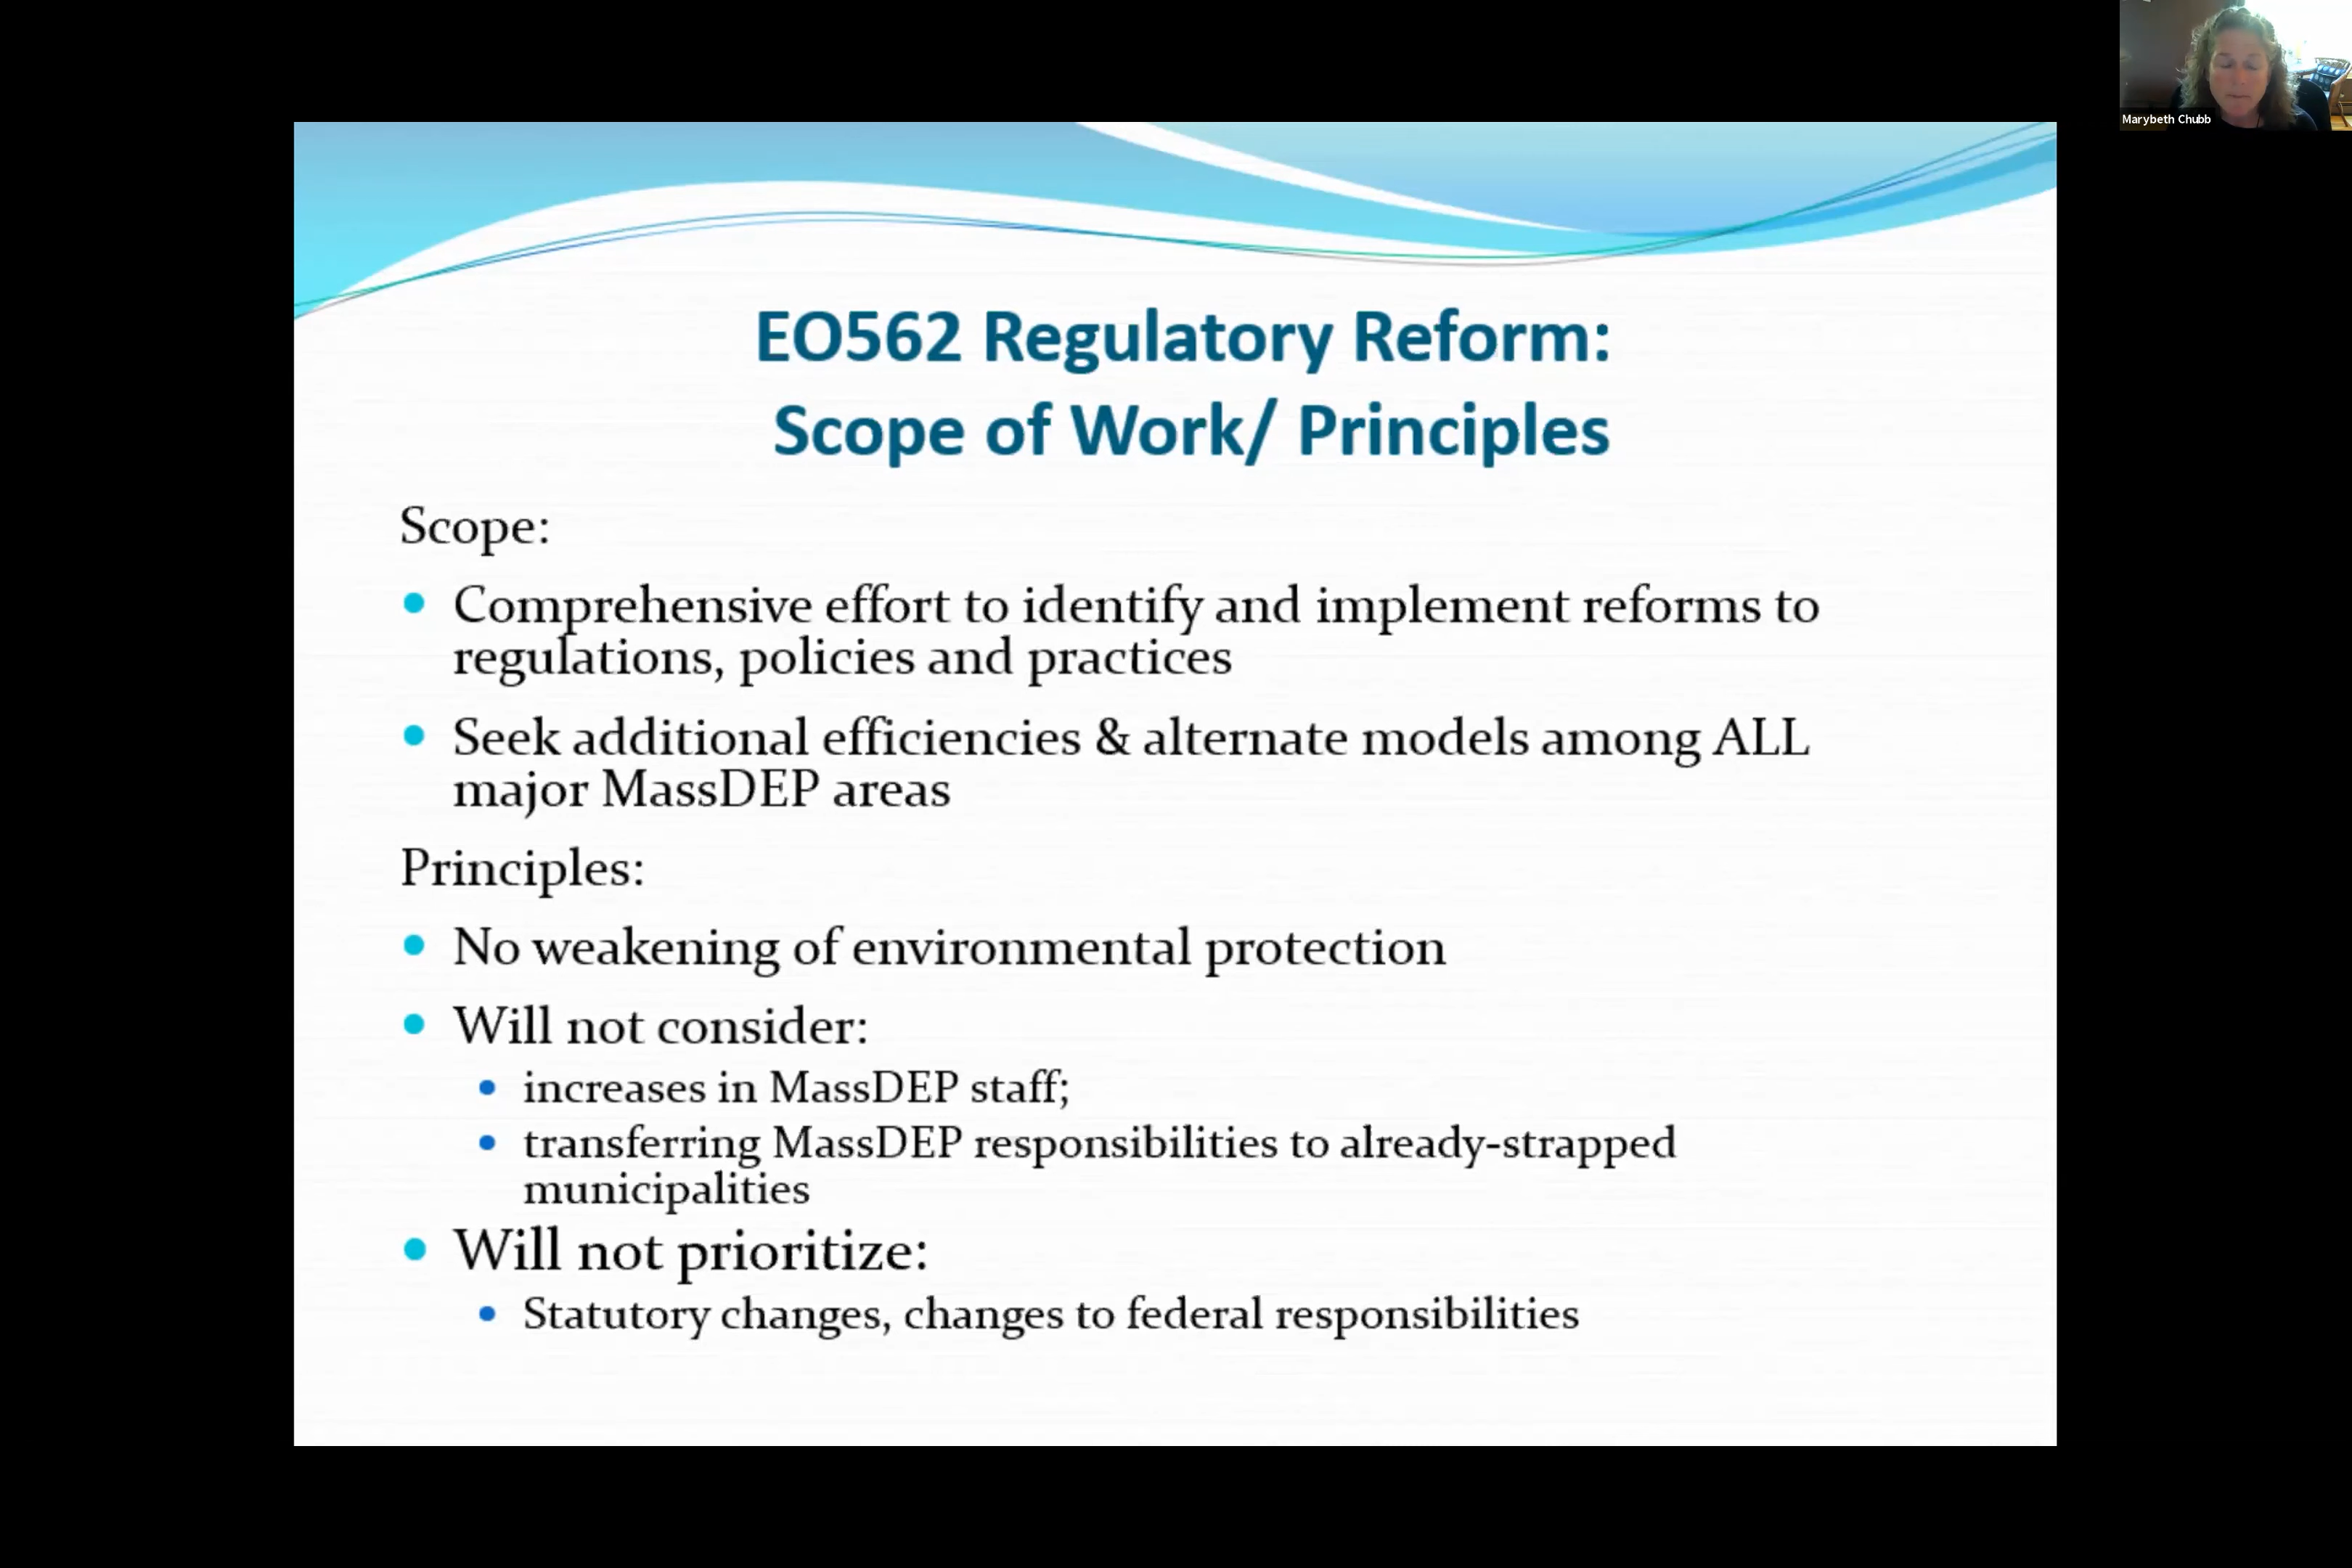 Marybeth Chubb
EO562 Regulatory Reform:
Scope of Work/ Principles
Scope:
Comprehensive effort to identify and implement reforms to
regulations, policies and practices
Seek additional efficiencies & alternate models among ALL
major MassDEP areas
Principles:
No weakening of environmental protection
Will not consider:
increases in MassDEP staff;
transferring MassDEP responsibilities to already-strapped
municipalities
Will not prioritize:
Statutory changes, changes to federal responsibilities